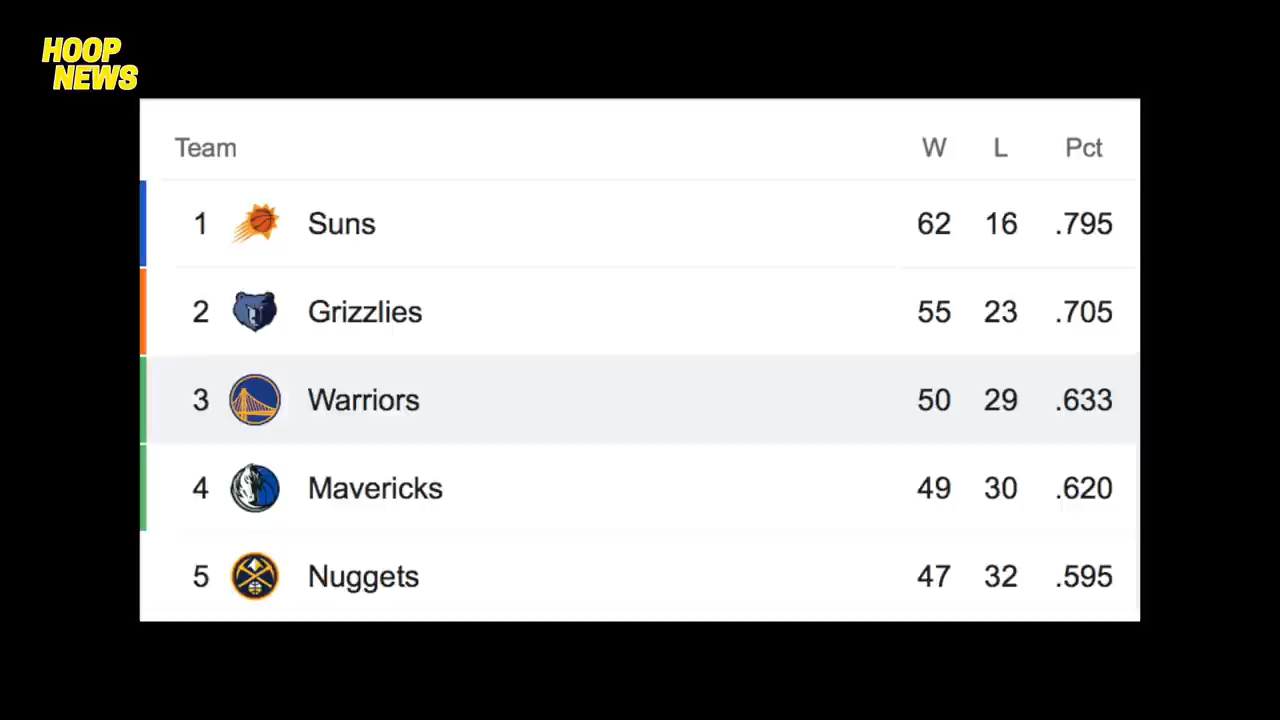 HOOP
NEWS
Team W L Pct
1 Suns 62 16 .795
2 Grizzlies 55 23 .705
3 Warriors 50 29 .633
4 Mavericks 49 30 .620
5 Nuggets 47 32 .595